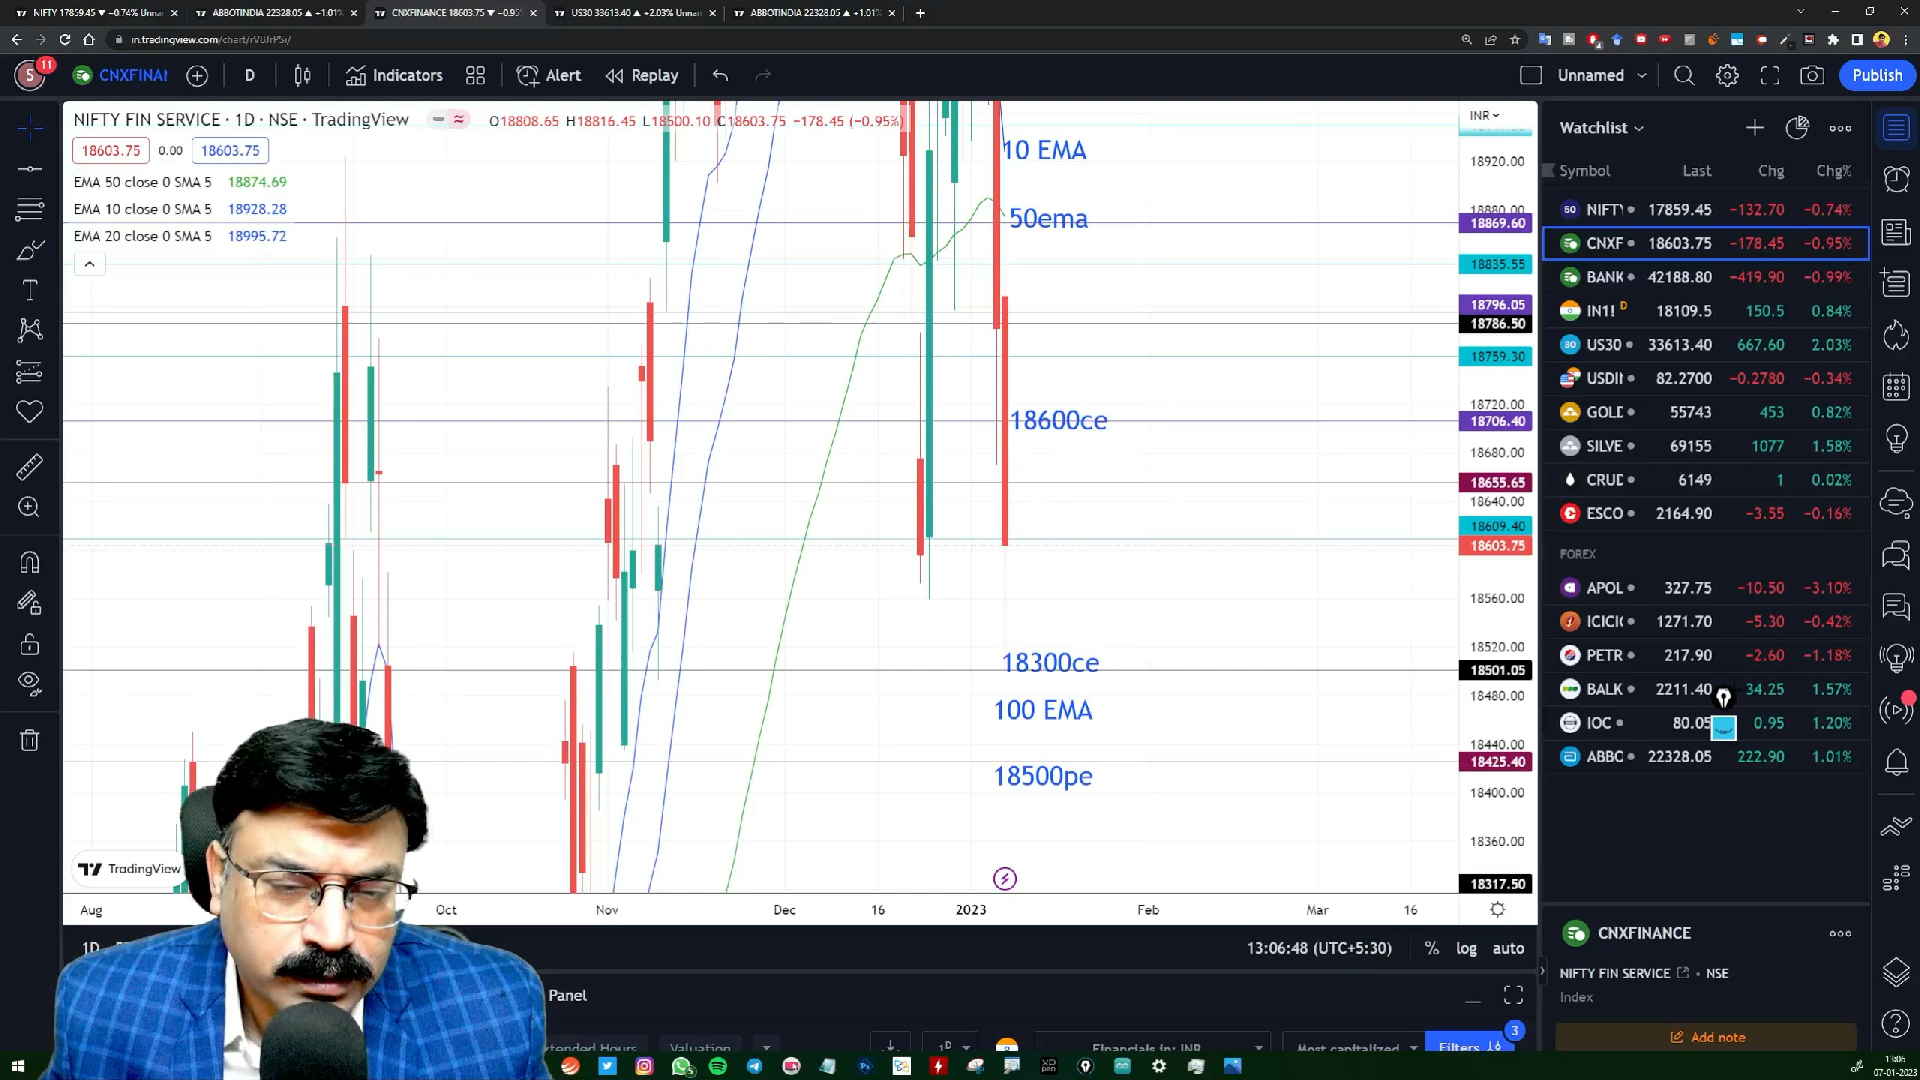 NIFTY 17859.45 ▼ −0.74% Unna
ABBOTINDIA 22328.05 ▲ +1.01%
CNXFINANCE 18603.75 ▼ −0.95%
US30 33613.40 ▲ +2.03% Unna
ABBOTINDIA 22328.05 ▲ +1.01%
S
11
CNXFINA
D
Indicators
Alert
Replay
Unnamed
Publish
NIFTY FIN SERVICE · 1D · NSE · TradingView
O18808.65 H18816.45 L18500.10 C18603.75 −178.45 (−0.95%)
INR
18603.75 0.00 18603.75
EMA 50 close 0 SMA 5 18874.69
EMA 10 close 0 SMA 5 18928.28
EMA 20 close 0 SMA 5 18995.72
10 EMA
50ema
18600ce
18300ce
100 EMA
18500pe
18920.00
18880.00
18869.60
18835.55
18796.05
18786.50
18759.30
18720.00
18706.40
18680.00
18655.65
18640.00
18609.40
18603.75
18560.00
18520.00
18501.05
18480.00
18440.00
18425.40
18400.00
18360.00
18317.50
TradingView
Aug
Oct
Nov
Dec
16
2023
Feb
Mar
16
1D
13:06:48 (UTC+5:30)
%
log
auto
Panel
Extended Hours
Valuation
1D
Financials in: INR
Most capitalized
Filters
3
Watchlist
Symbol Last Chg Chg%
50 NIFTY 17859.45 −132.70 −0.74%
CNXF 18603.75 −178.45 −0.95%
BANK 42188.80 −419.90 −0.99%
IN1! D 18109.5 150.5 0.84%
30 US30 33613.40 667.60 2.03%
USDIN 82.2700 −0.2780 −0.34%
GOLD 55743 453 0.82%
SILVE 69155 1077 1.58%
CRUD 6149 1 0.02%
ESCO 2164.90 −3.55 −0.16%
FOREX
APOL 327.75 −10.50 −3.10%
ICICI 1271.70 −5.30 −0.42%
PETR 217.90 −2.60 −1.18%
BALK 2211.40 34.25 1.57%
IOC 80.05 0.95 1.20%
ABBO 22328.05 222.90 1.01%
CNXFINANCE
NIFTY FIN SERVICE · NSE
Index
Add note
13:06
07-01-2023